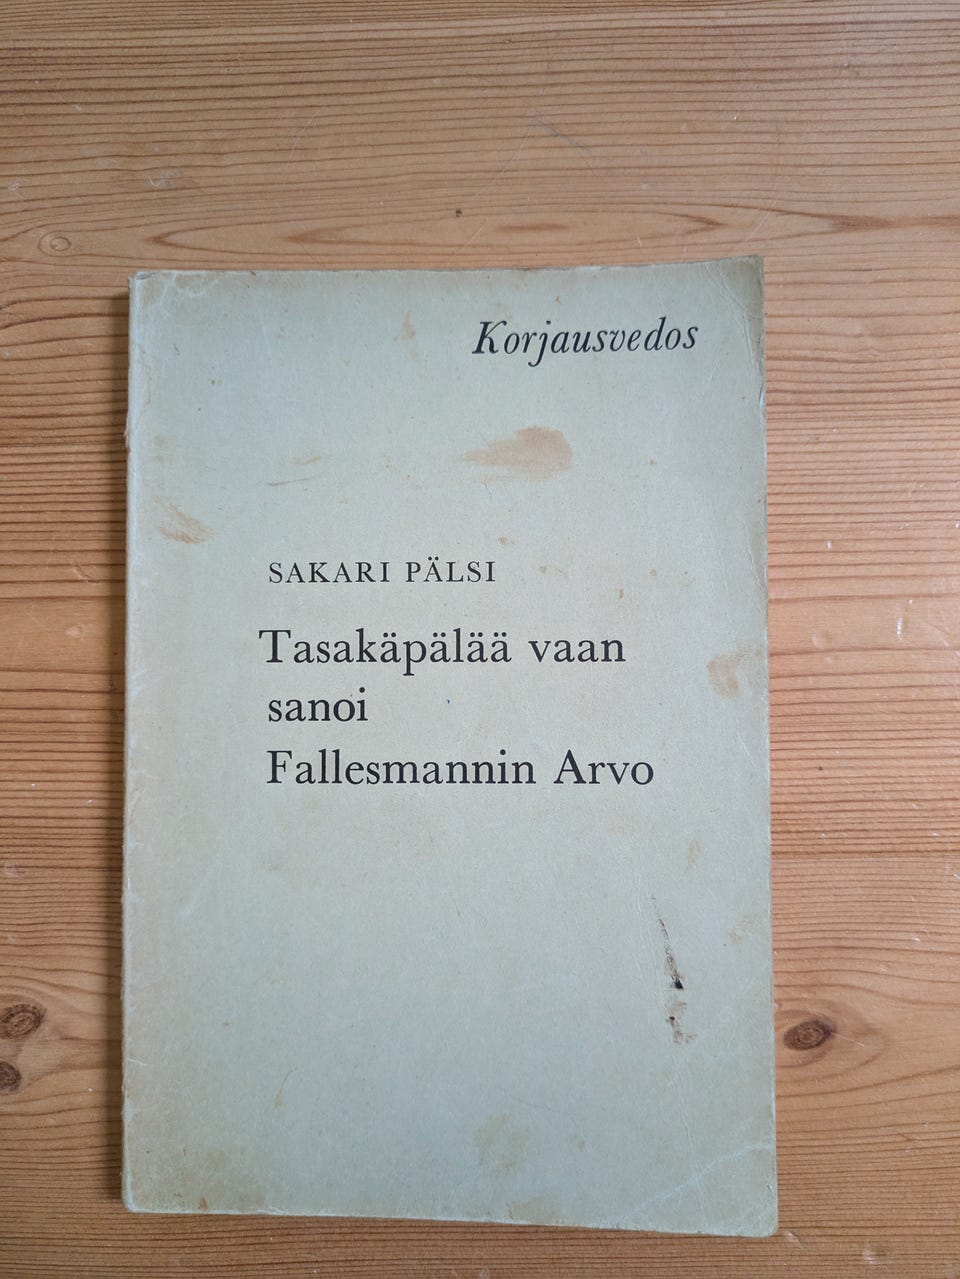 Korjausvedos
SAKARI PÄLSI
Tasakäpälää vaan
sanoi
Fallesmannin Arvo